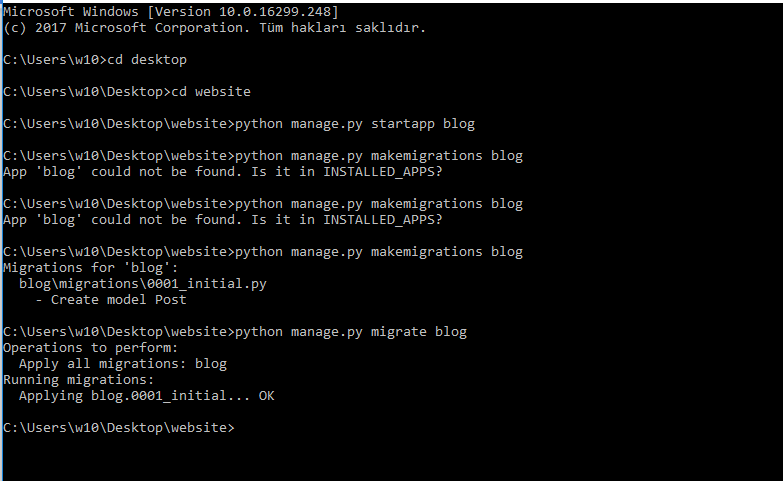 Microsoft Windows [Version 10.0.16299.248]
(c) 2017 Microsoft Corporation. Tüm hakları saklıdır.
C:\Users\w10>cd desktop
C:\Users\w10\Desktop>cd website
C:\Users\w10\Desktop\website>python manage.py startapp blog
C:\Users\w10\Desktop\website>python manage.py makemigrations blog
App 'blog' could not be found. Is it in INSTALLED_APPS?
C:\Users\w10\Desktop\website>python manage.py makemigrations blog
App 'blog' could not be found. Is it in INSTALLED_APPS?
C:\Users\w10\Desktop\website>python manage.py makemigrations blog
Migrations for 'blog':
  blog\migrations\0001_initial.py
    - Create model Post
C:\Users\w10\Desktop\website>python manage.py migrate blog
Operations to perform:
  Apply all migrations: blog
Running migrations:
  Applying blog.0001_initial... OK
C:\Users\w10\Desktop\website>